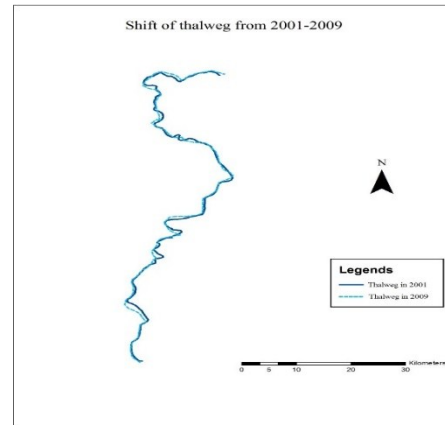 Shift of thalweg from 2001-2009
N
Legends
Thalweg in 2001
Thalweg in 2009
Kilometers
0 5 10 20 30